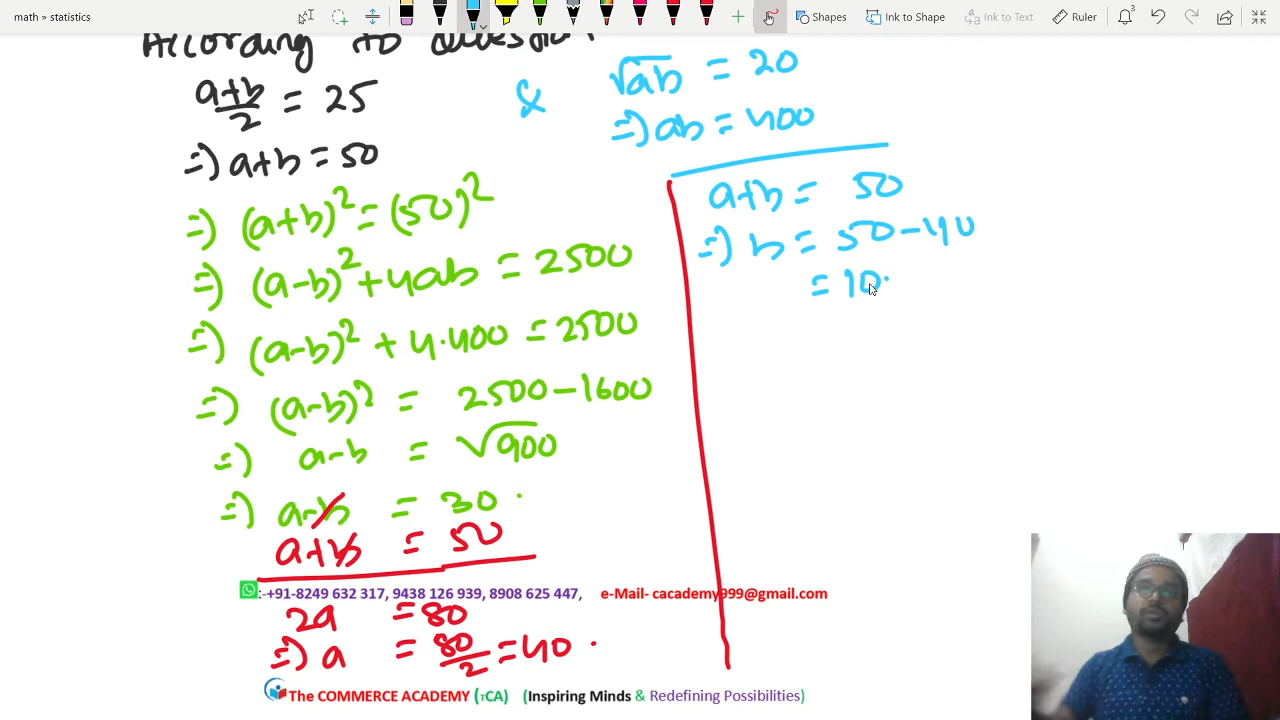 math » statistics
Shapes
Ink to Shape
Ink to Text
Ruler
According to Question
a+b/2 = 25 & √ab = 20
=) a+b = 50
=) ab = 400
=) (a+b)² = (50)²
=) (a-b)² + 4ab = 2500
=) (a-b)² + 4·400 = 2500
=) (a-b)² = 2500-1600
=) a-b = √900
=) a-b = 30.
a+b = 50
2a = 80
=) a = 80/2 = 40.
a+b = 50
=) b = 50-40
= 10.
:-+91-8249 632 317, 9438 126 939, 8908 625 447, e-Mail- cacademy999@gmail.com
The COMMERCE ACADEMY (TCA) (Inspiring Minds & Redefining Possibilities)